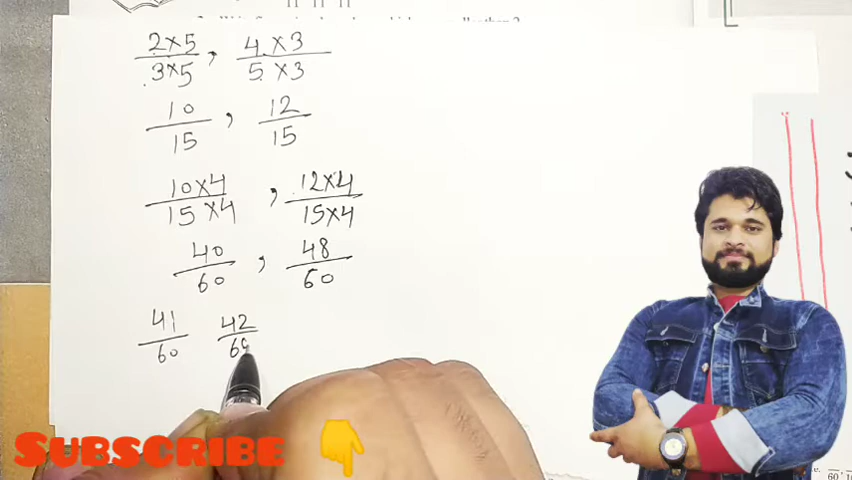 2×5/3×5 , 4×3/5×3
10/15 , 12/15
10×4/15×4 , 12×4/15×4
40/60 , 48/60
41/60 42/60
SUBSCRIBE